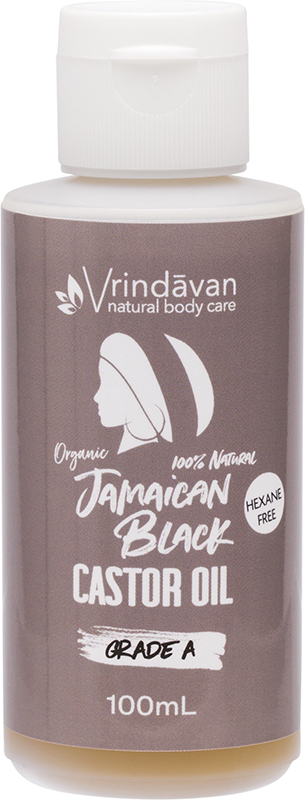 Vrindāvan
natural body care
Organic
100% Natural
Jamaican
Black
HEXANE
FREE
CASTOR OIL
GRADE A
100mL